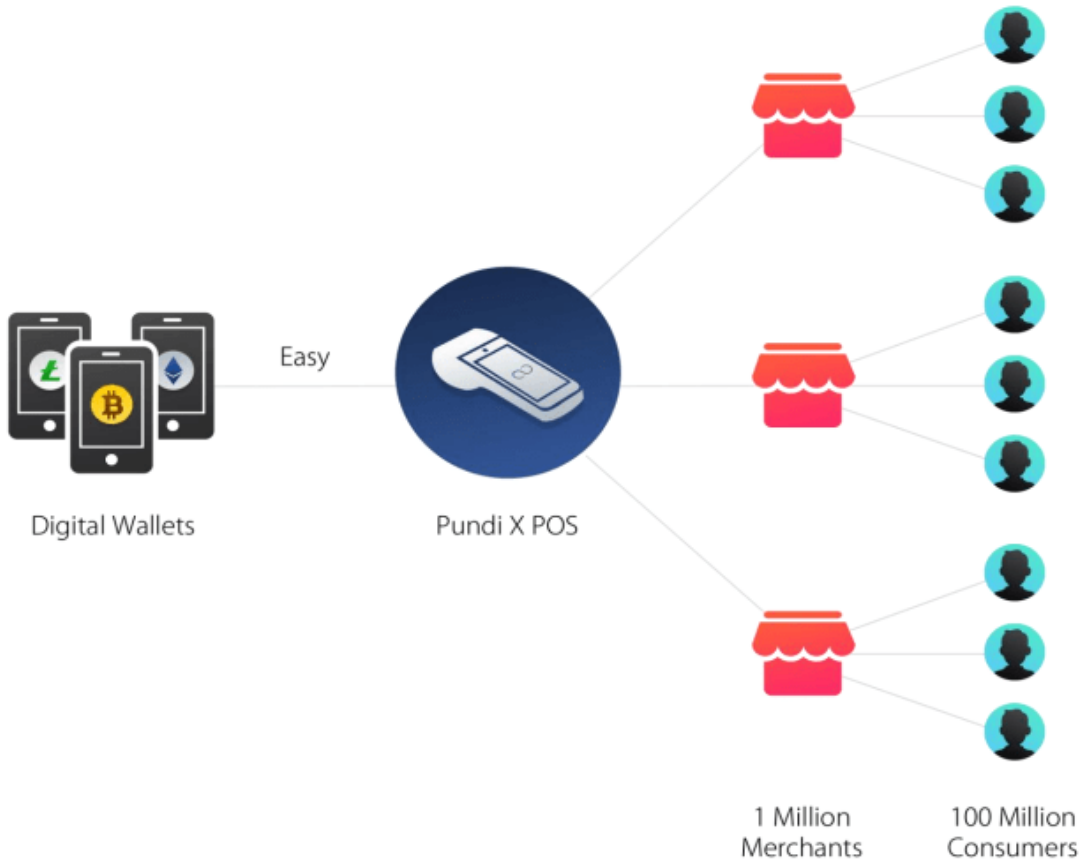 Easy
Digital Wallets
Pundi X POS
1 Million
Merchants
100 Million
Consumers